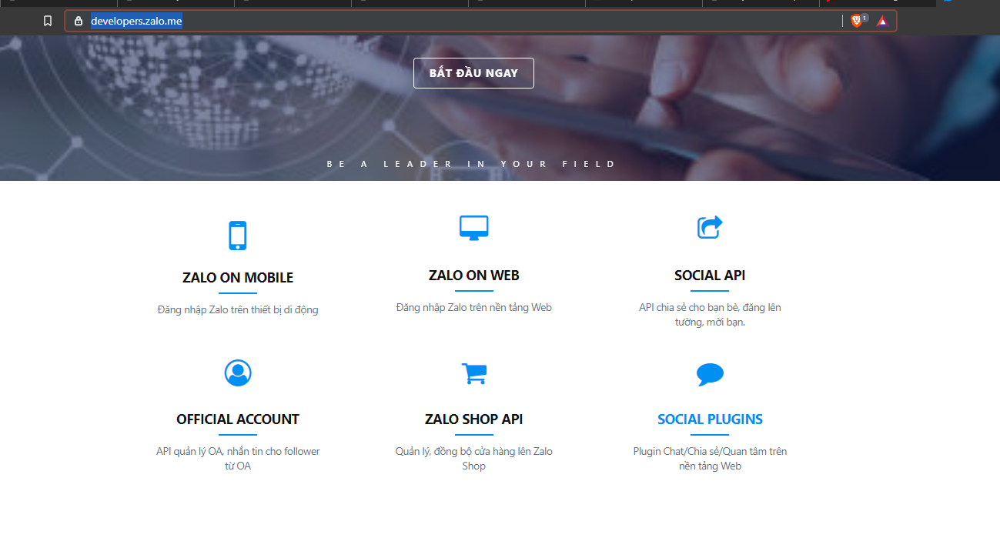 developers.zalo.me
1
BẮT ĐẦU NGAY
BE A LEADER IN YOUR FIELD
ZALO ON MOBILE
Đăng nhập Zalo trên thiết bị di động
ZALO ON WEB
Đăng nhập Zalo trên nền tảng Web
SOCIAL API
API chia sẻ cho bạn bè, đăng lên
tường, mời bạn.
OFFICIAL ACCOUNT
API quản lý OA, nhắn tin cho follower
từ OA
ZALO SHOP API
Quản lý, đồng bộ cửa hàng lên Zalo
Shop
SOCIAL PLUGINS
Plugin Chat/Chia sẻ/Quan tâm trên
nền tảng Web